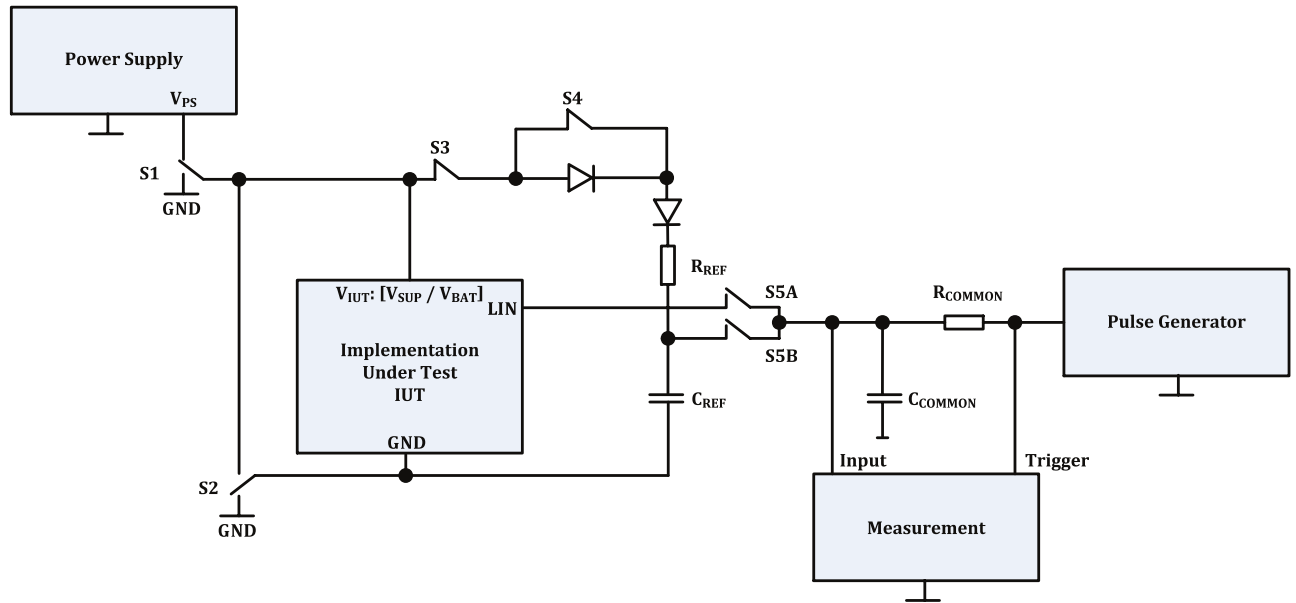 Power Supply
VPS
S1
GND
S3
S4
RREF
VIUT: [VSUP / VBAT]
LIN
Implementation
Under Test
IUT
GND
S5A
S5B
CREF
RCOMMON
CCOMMON
Pulse Generator
S2
GND
Input
Trigger
Measurement